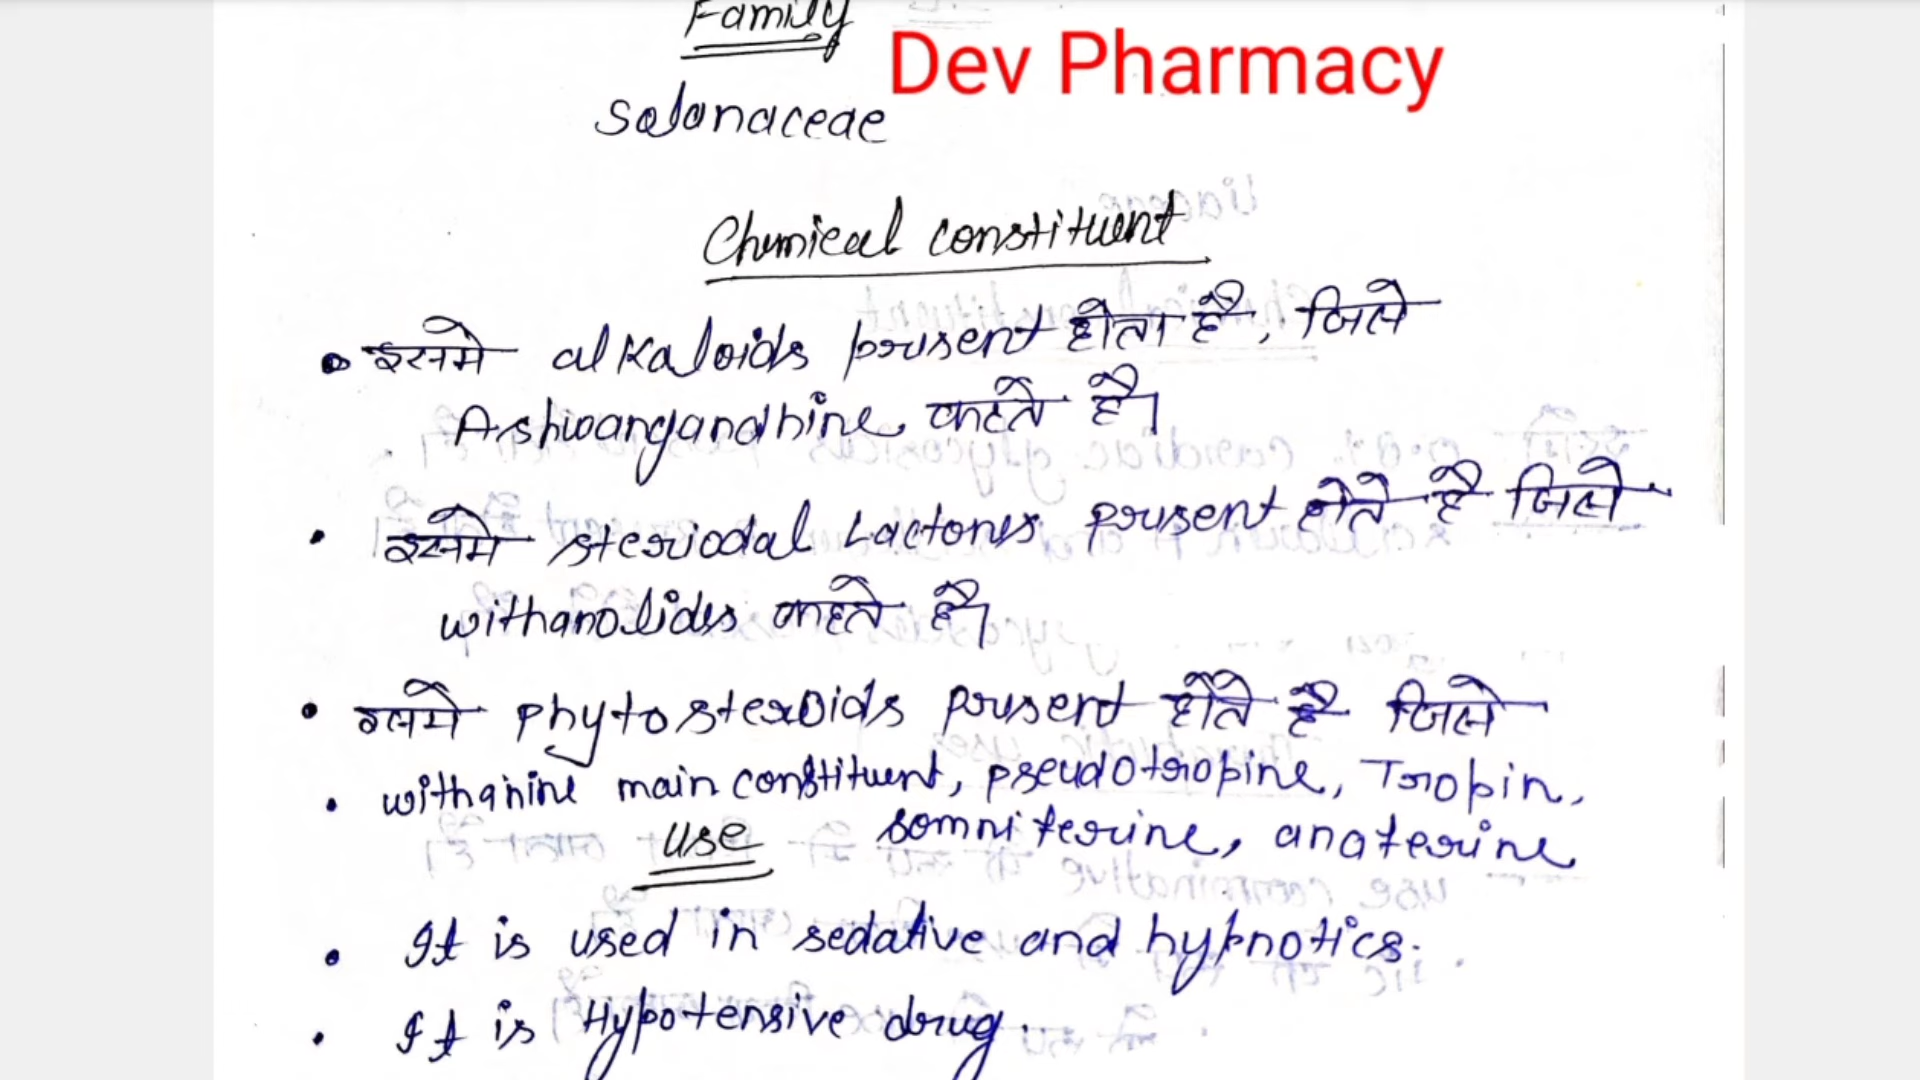 Family
Dev Pharmacy
Solanaceae
Chemical constituent
• इसमे alkaloids present होता है, जिसे
Ashwangandhine कहते है।
• इसमे steriodal Lactones present होते है जिसे
withanolides कहते है।
• इसमे phytosteroids present होते है जिसे
• withanine main constituent, pseudotropine, Tropin,
somniferine, anaferine
Use
• It is used in sedative and hypnotics.
• It is Hypotensive drug.